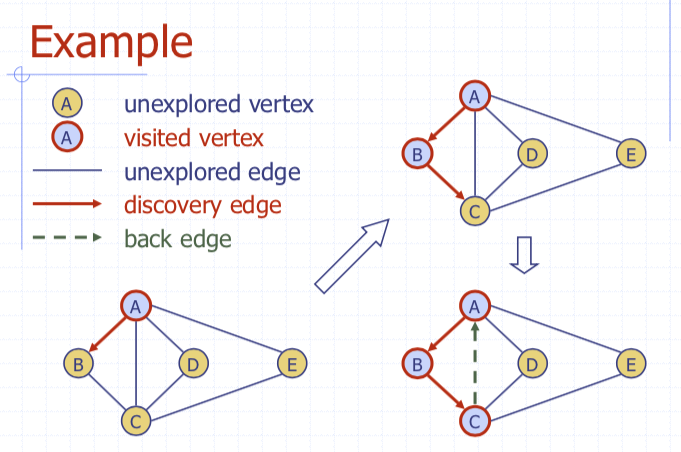 Example
A unexplored vertex
A visited vertex
unexplored edge
discovery edge
back edge
A
B D E
C
A
B D E
C
A
B D E
C